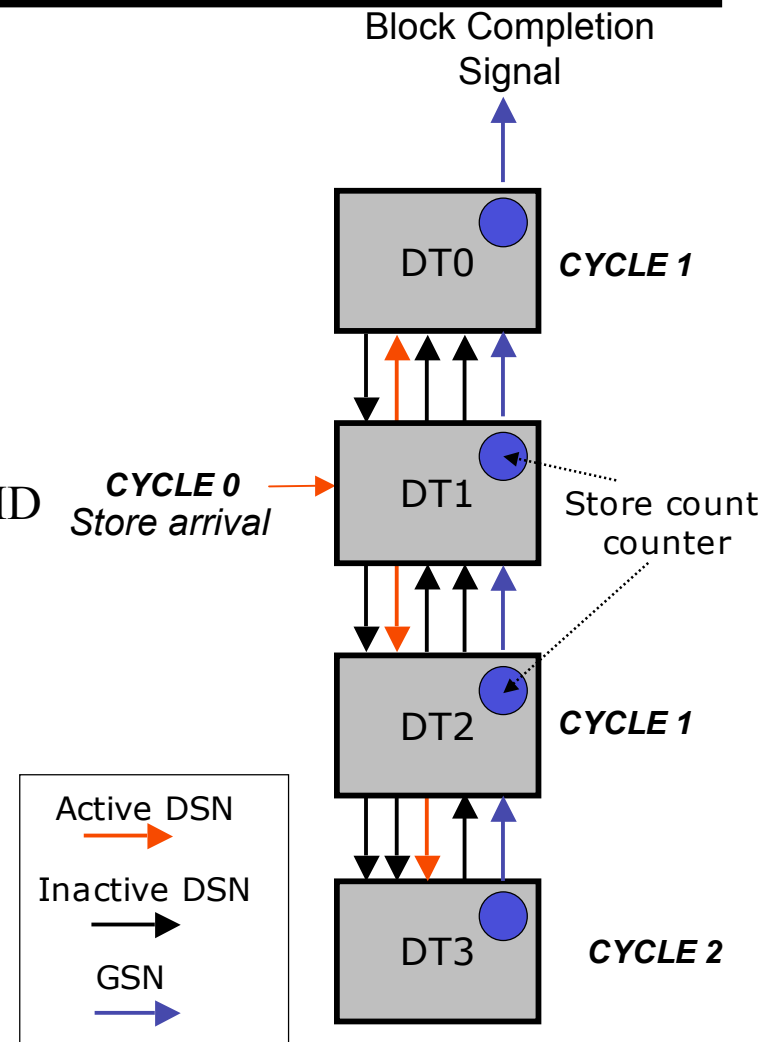 Block Completion
Signal
DT0
CYCLE 1
CYCLE 0
Store arrival
DT1
Store count
counter
DT2
CYCLE 1
Active DSN
Inactive DSN
GSN
DT3
CYCLE 2